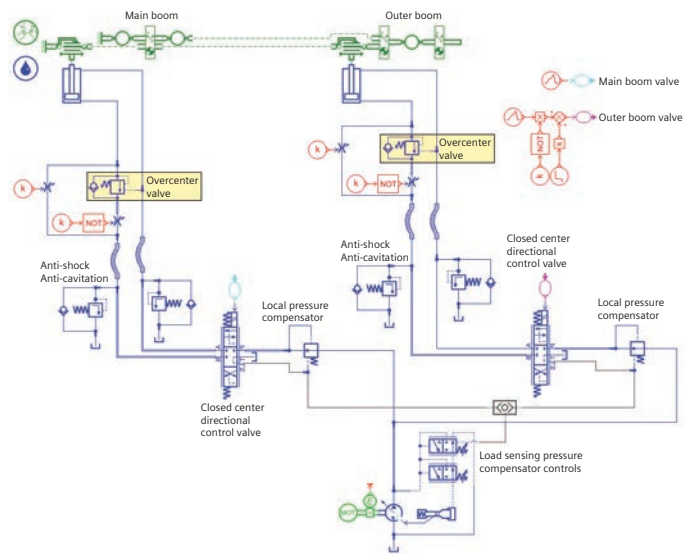 Main boom
Outer boom
Main boom valve
Outer boom valve
NOT
k
Overcenter
valve
Overcenter
valve
k
k
k
NOT
k
NOT
Closed center
directional
control valve
Anti-shock
Anti-cavitation
Anti-shock
Anti-cavitation
Local pressure
compensator
Local pressure
compensator
Closed center
directional
control valve
Load sensing pressure
compensator controls
MOT